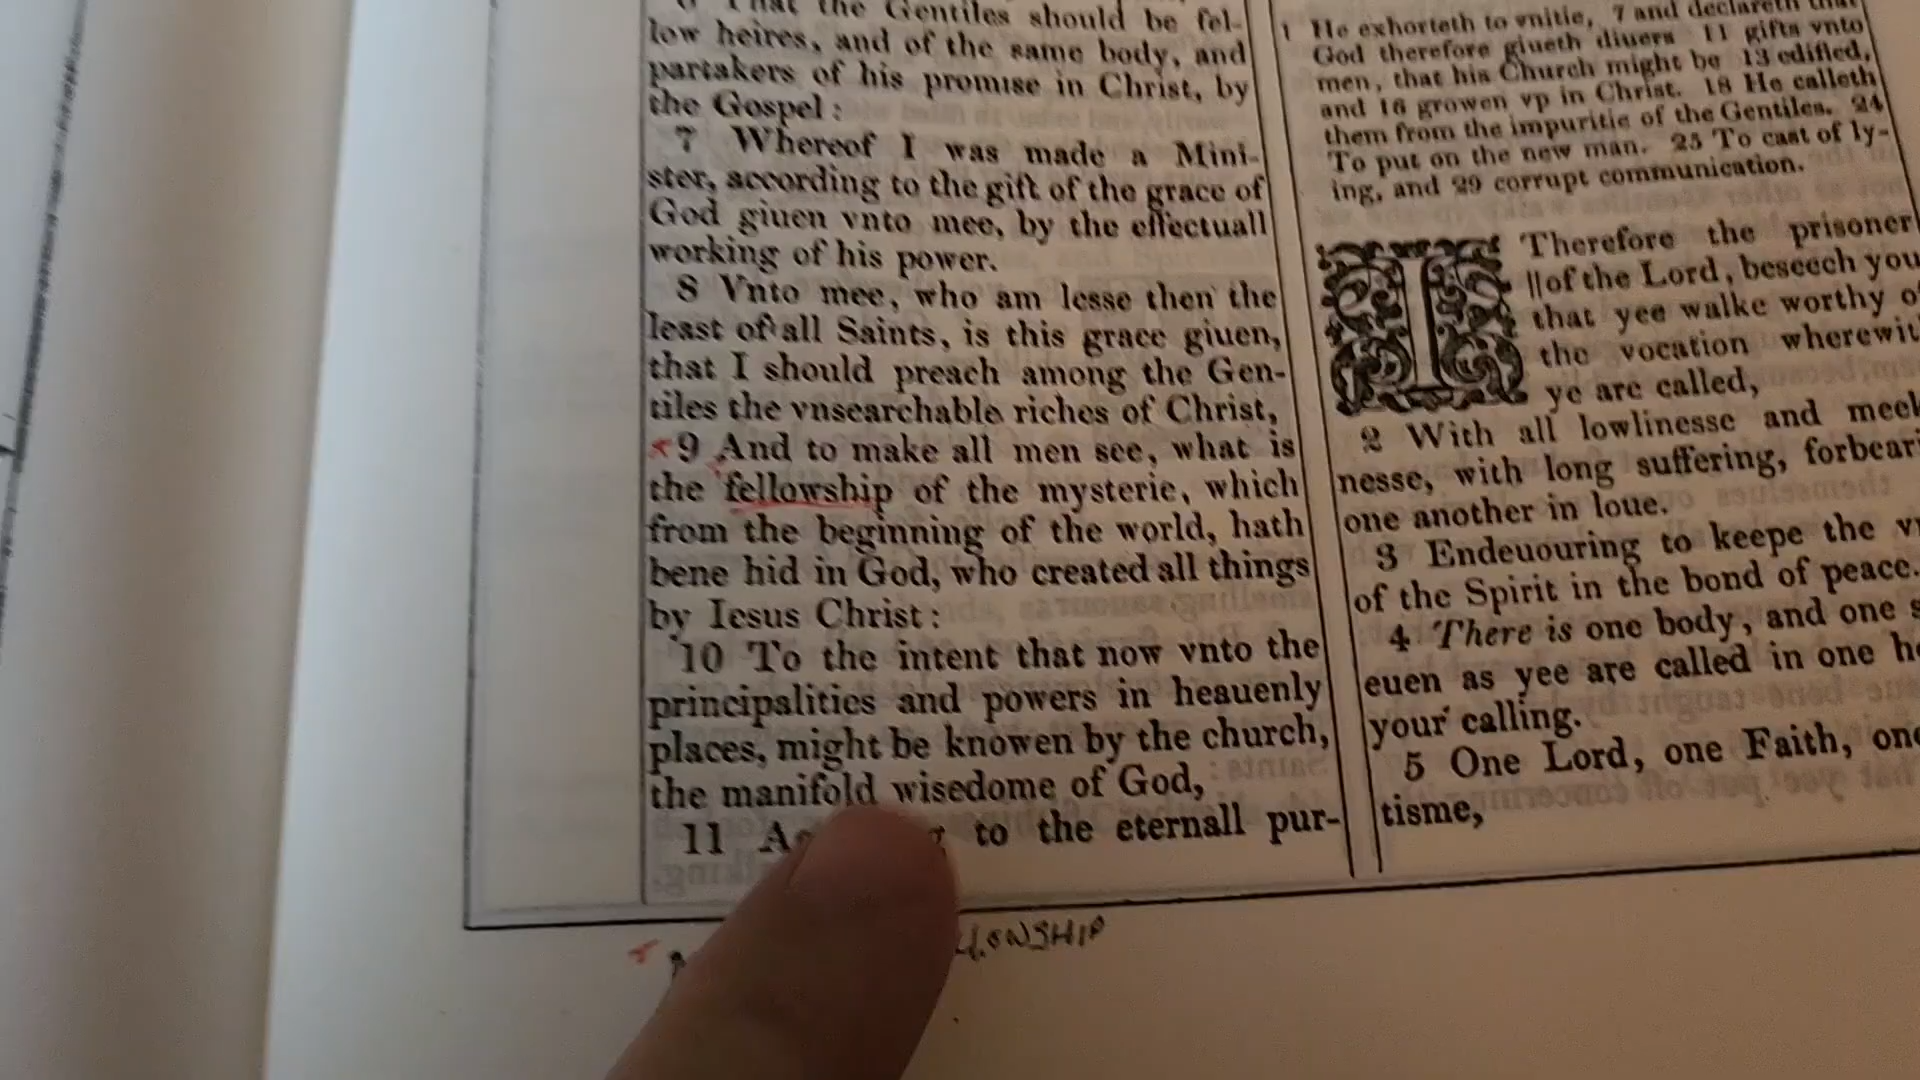 6 That the Gentiles should be fel-
low heires, and of the same body, and
partakers of his promise in Christ, by
the Gospel:
7 Whereof I was made a Mini-
ster, according to the gift of the grace of
God giuen vnto mee, by the effectuall
working of his power.
8 Vnto mee, who am lesse then the
least of all Saints, is this grace giuen,
that I should preach among the Gen-
tiles the vnsearchable riches of Christ,
9 And to make all men see, what is
the fellowship of the mysterie, which
from the beginning of the world, hath
bene hid in God, who created all things
by Iesus Christ:
10 To the intent that now vnto the
principalities and powers in heauenly
places, might be knowen by the church,
the manifold wisedome of God,
11 to the eternall pur-
1 He exhorteth to vnitie, 7 and declareth that
God therefore giueth diuers 11 gifts vnto
men, that his Church might be 13 edified,
and 16 growen vp in Christ. 18 He calleth
them from the impuritie of the Gentiles. 24
To put on the new man. 25 To cast of ly-
ing, and 29 corrupt communication.
I Therefore the prisoner
||of the Lord, beseech you
that yee walke worthy
the vocation
ye are called,
2 With all lowlinesse and
nesse, with long suffering,
one another in loue.
3 Endeuouring to keepe the
of the Spirit in the bond of peace.
4 There is one body, and one
euen as yee are called in one
your calling.
5 One Lord, one Faith,
tisme,